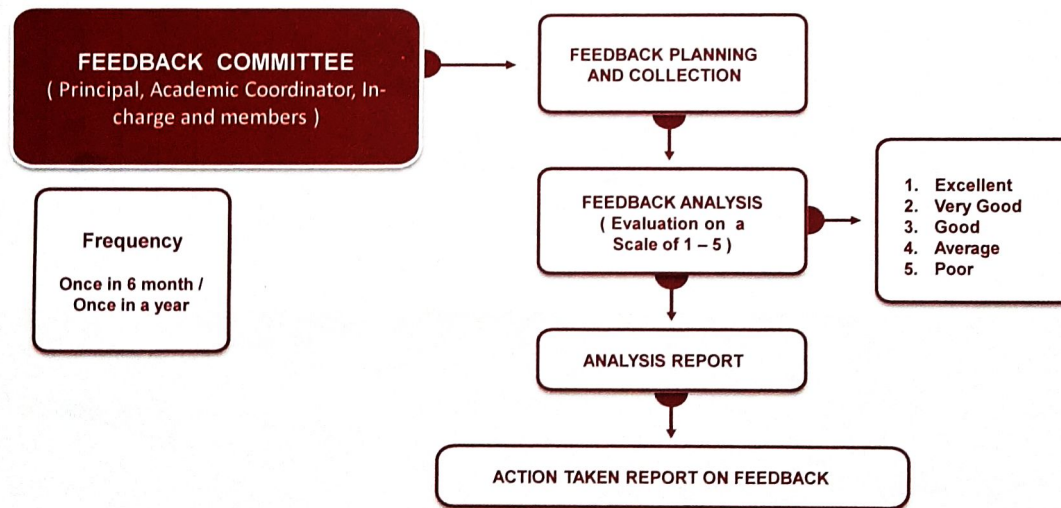 FEEDBACK COMMITTEE
( Principal, Academic Coordinator, In-
charge and members )
FEEDBACK PLANNING
AND COLLECTION
FEEDBACK ANALYSIS
( Evaluation on a
Scale of 1 – 5 )
1. Excellent
2. Very Good
3. Good
4. Average
5. Poor
Frequency
Once in 6 month /
Once in a year
ANALYSIS REPORT
ACTION TAKEN REPORT ON FEEDBACK